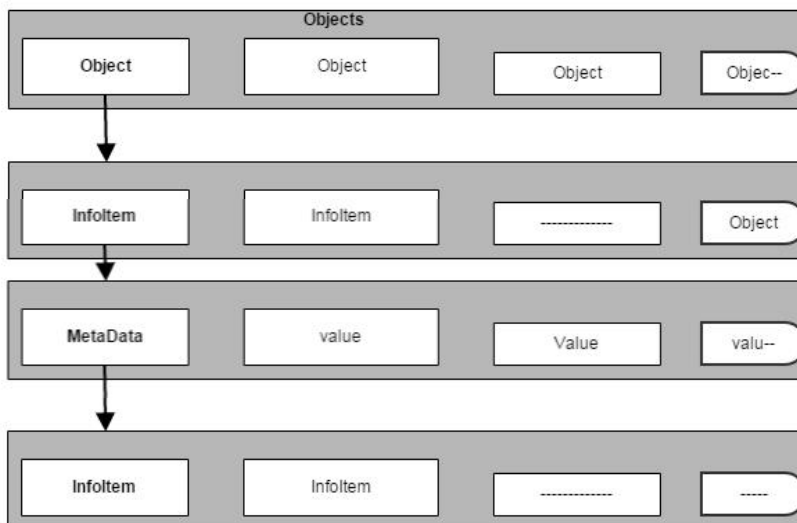 Objects
Object Object Object Objec--
InfoItem InfoItem ------------- Object
MetaData value Value valu--
InfoItem InfoItem ------------- -----